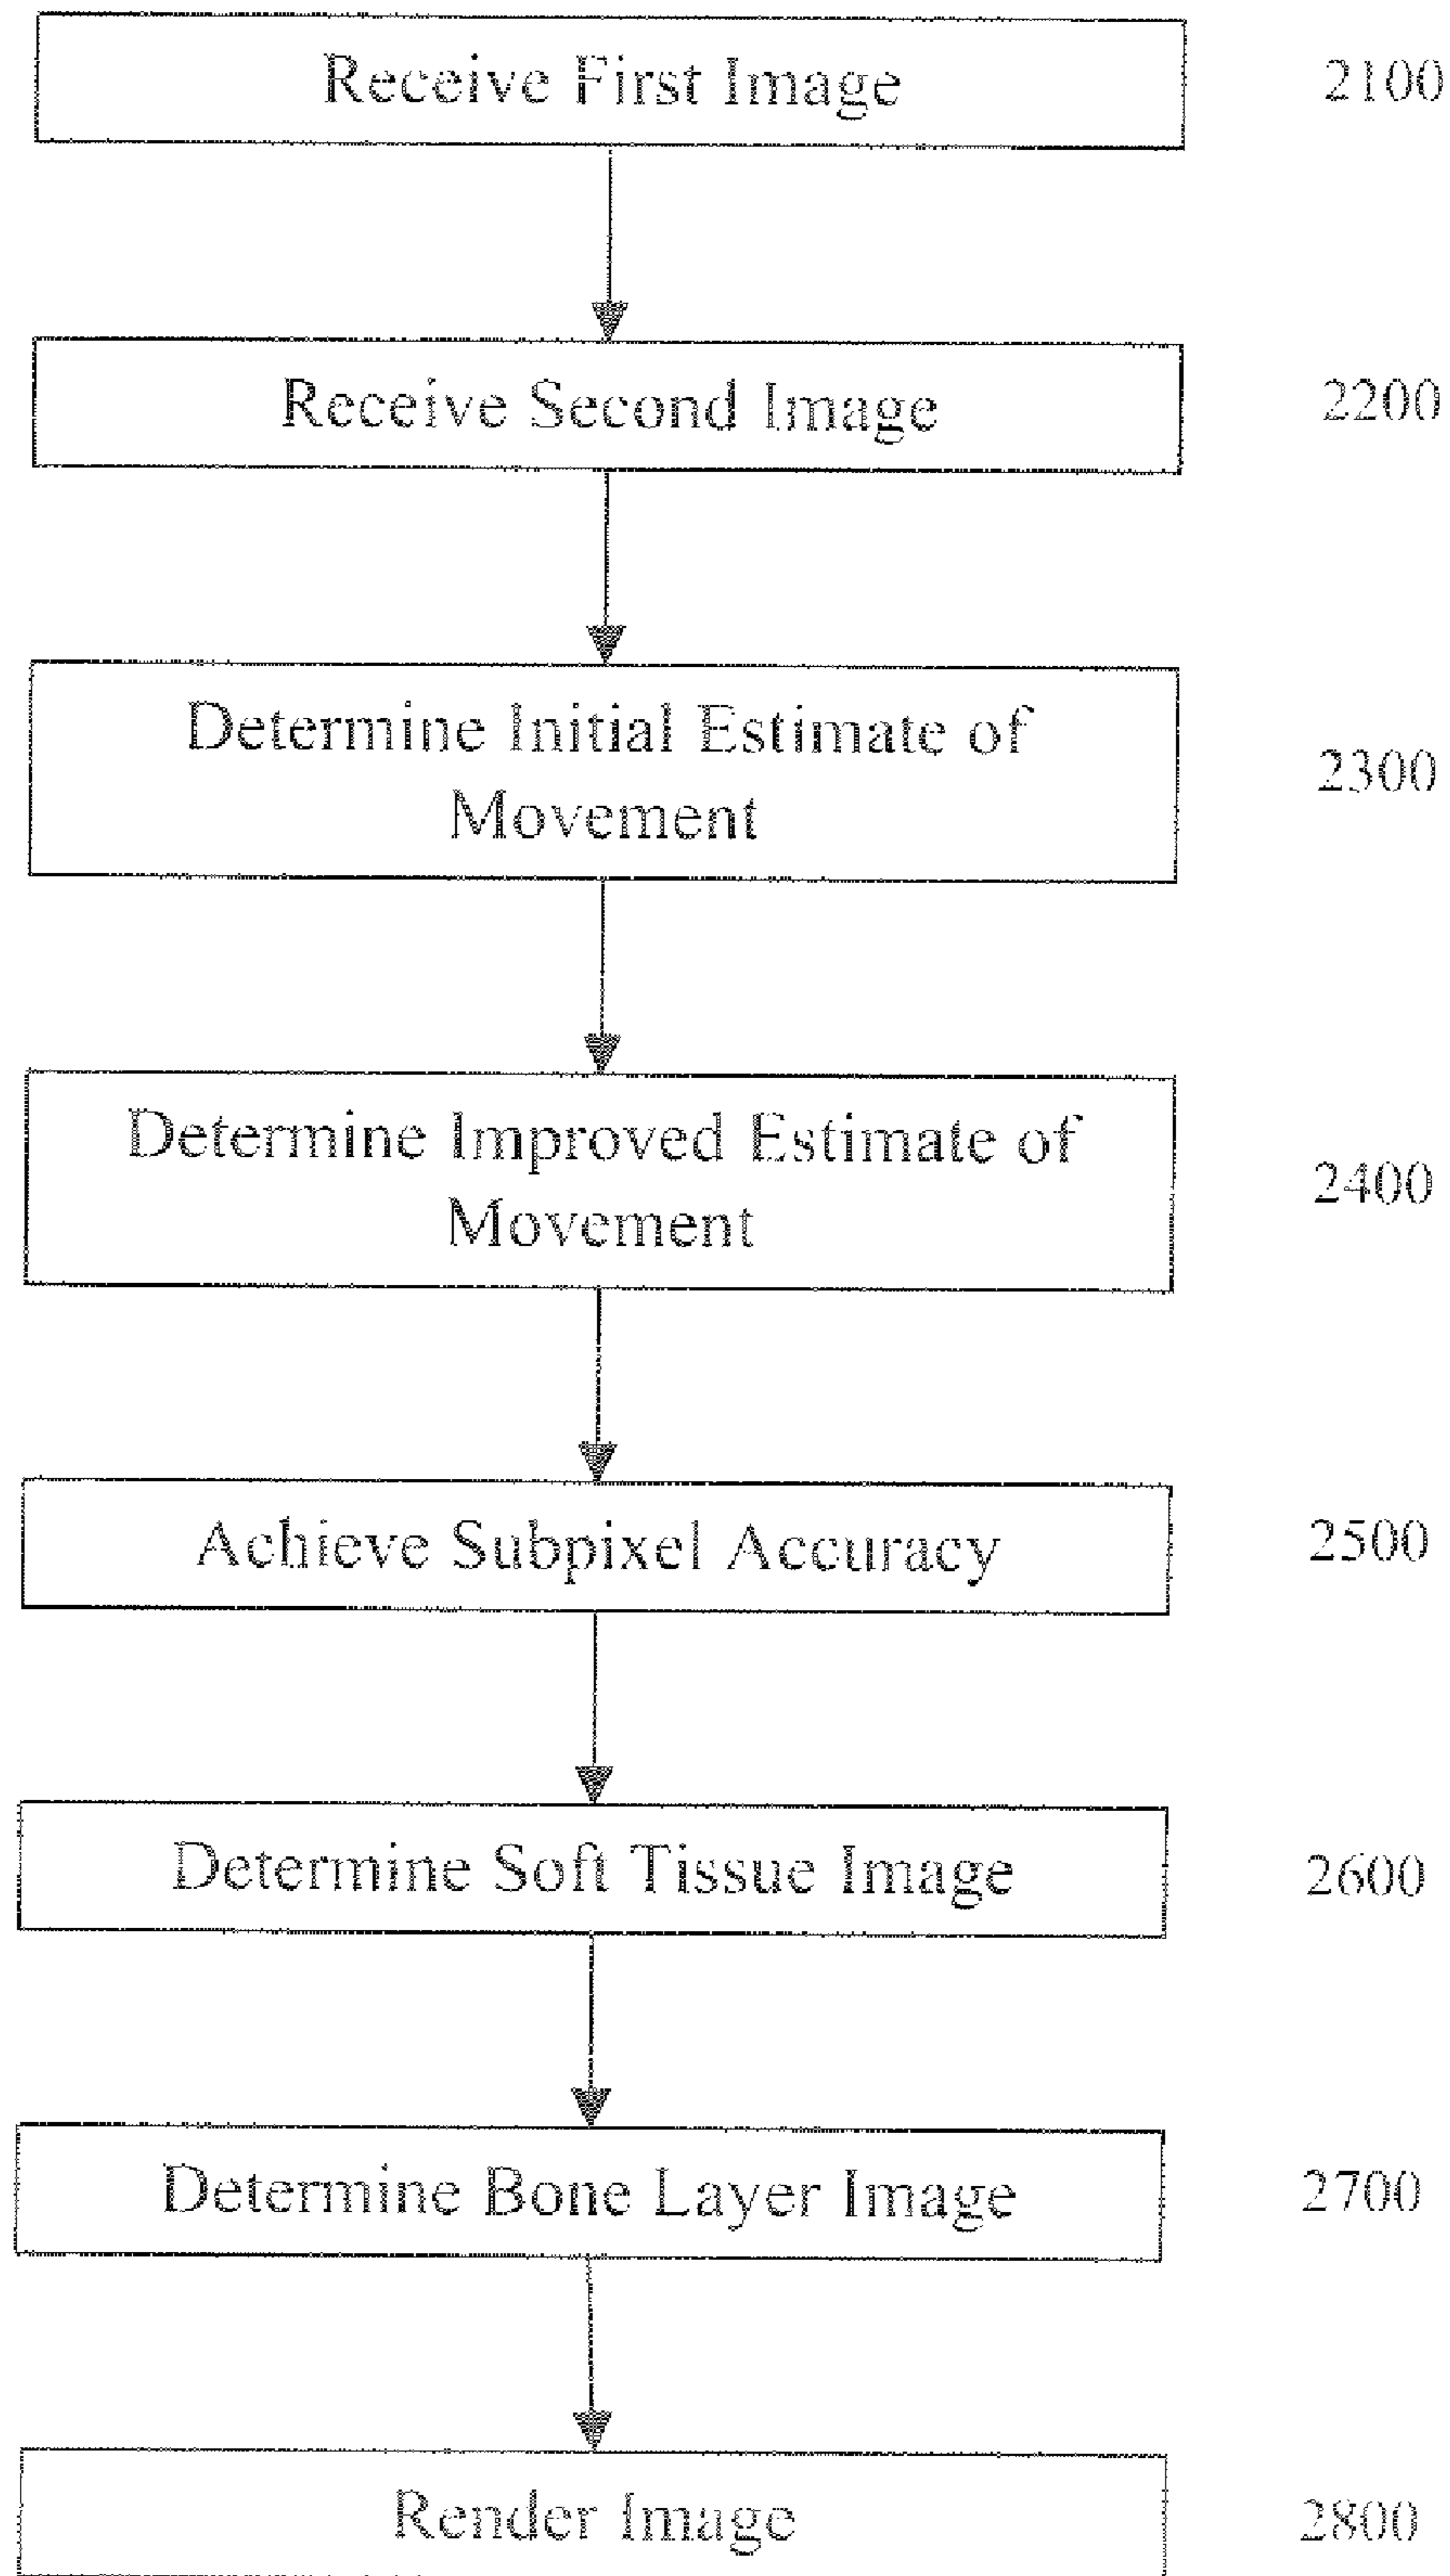 Receive First Image 2100
Receive Second Image 2200
Determine Initial Estimate of
Movement 2300
Determine Improved Estimate of
Movement 2400
Achieve Subpixel Accuracy 2500
Determine Soft Tissue Image 2600
Determine Bone Layer Image 2700
Render Image 2800